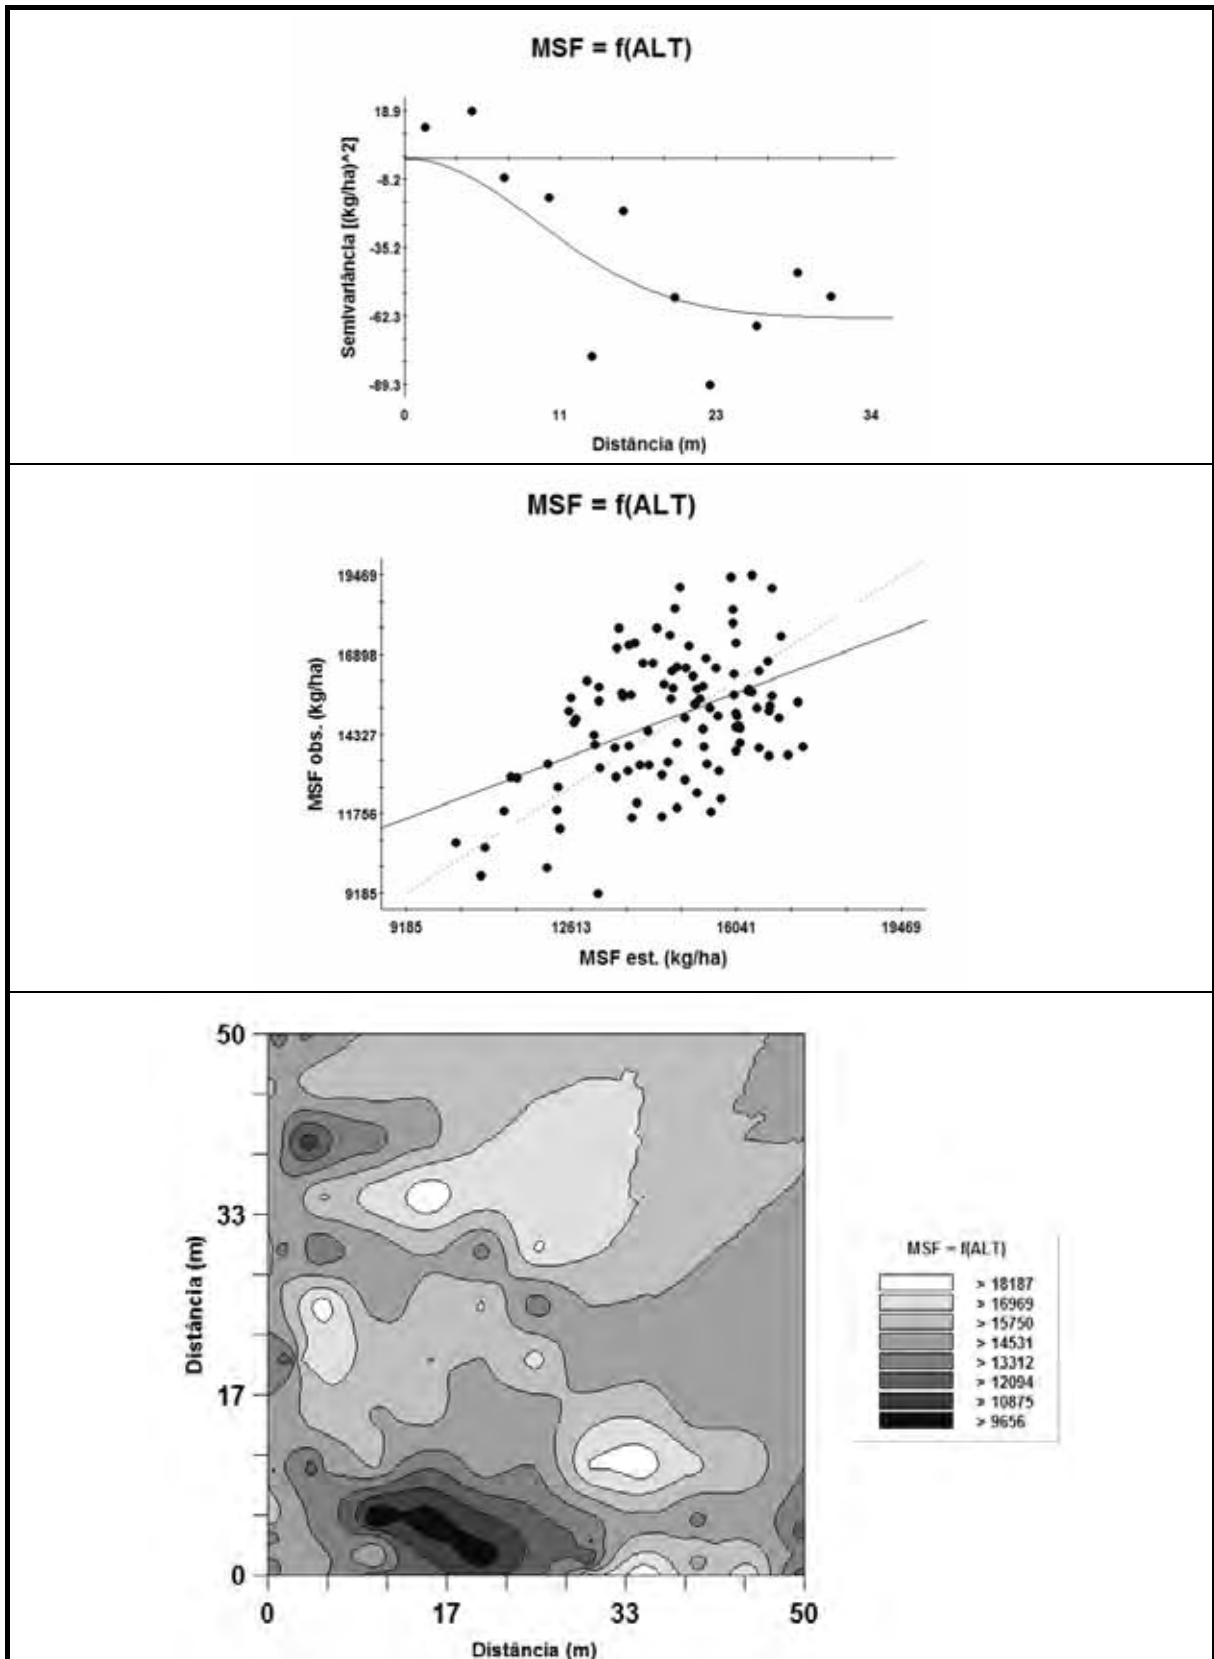 MSF = f(ALT)
Semivariância [(kg/ha)^2]
18.9
-8.2
-35.2
-62.3
-89.3
0 11 23 34
Distância (m)
MSF = f(ALT)
MSF obs. (kg/ha)
19469
16898
14327
11756
9185
9185 12613 16041 19469
MSF est. (kg/ha)
Distância (m)
50
33
17
0
0 17 33 50
Distância (m)
MSF = f(ALT)
> 18187
> 16969
> 15750
> 14531
> 13312
> 12094
> 10875
> 9656